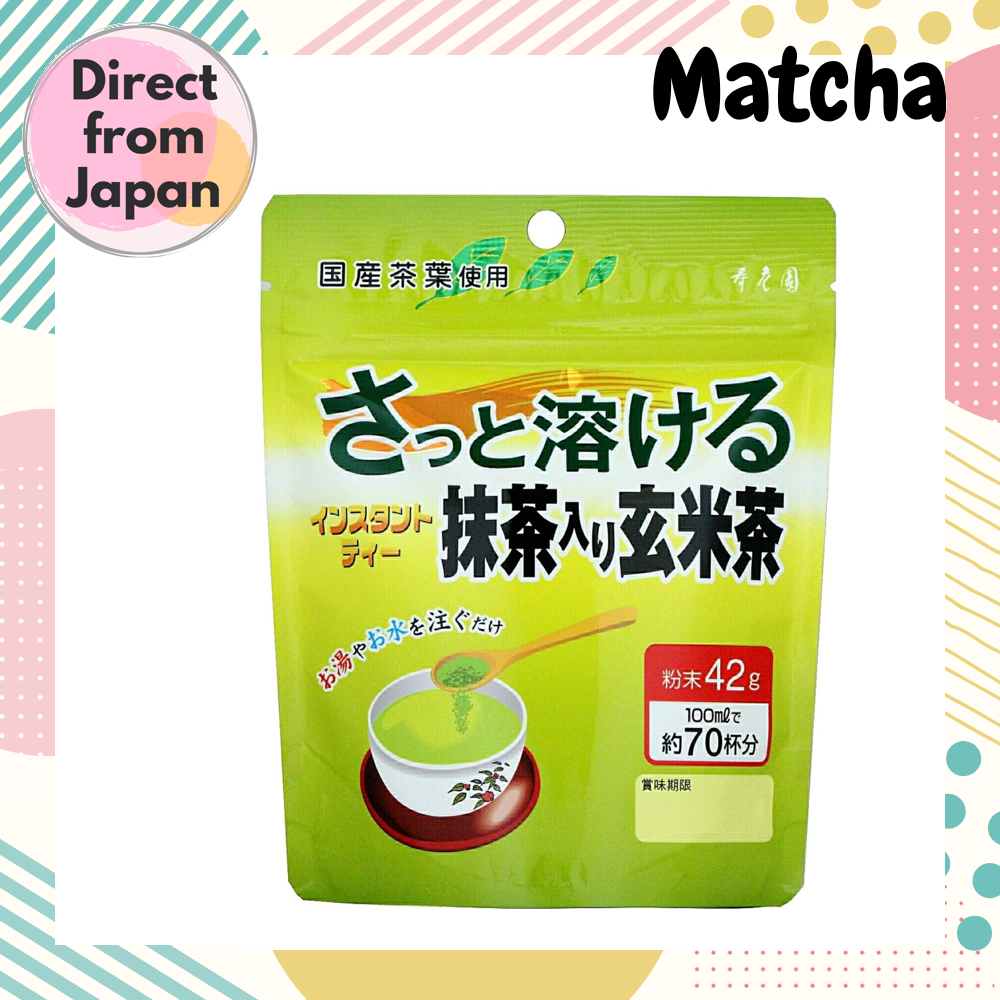 Direct
from
Japan
Matcha
国産茶葉使用
寿老園
さっと溶ける
インスタント
ティー
抹茶入り玄米茶
お湯やお水を注ぐだけ
粉末42g
100mlで
約70杯分
賞味期限